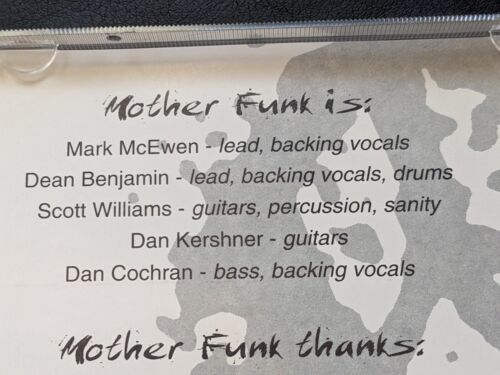 Mother Funk is:
Mark McEwen - lead, backing vocals
Dean Benjamin - lead, backing vocals, drums
Scott Williams - guitars, percussion, sanity
Dan Kershner - guitars
Dan Cochran - bass, backing vocals
Mother Funk thanks: